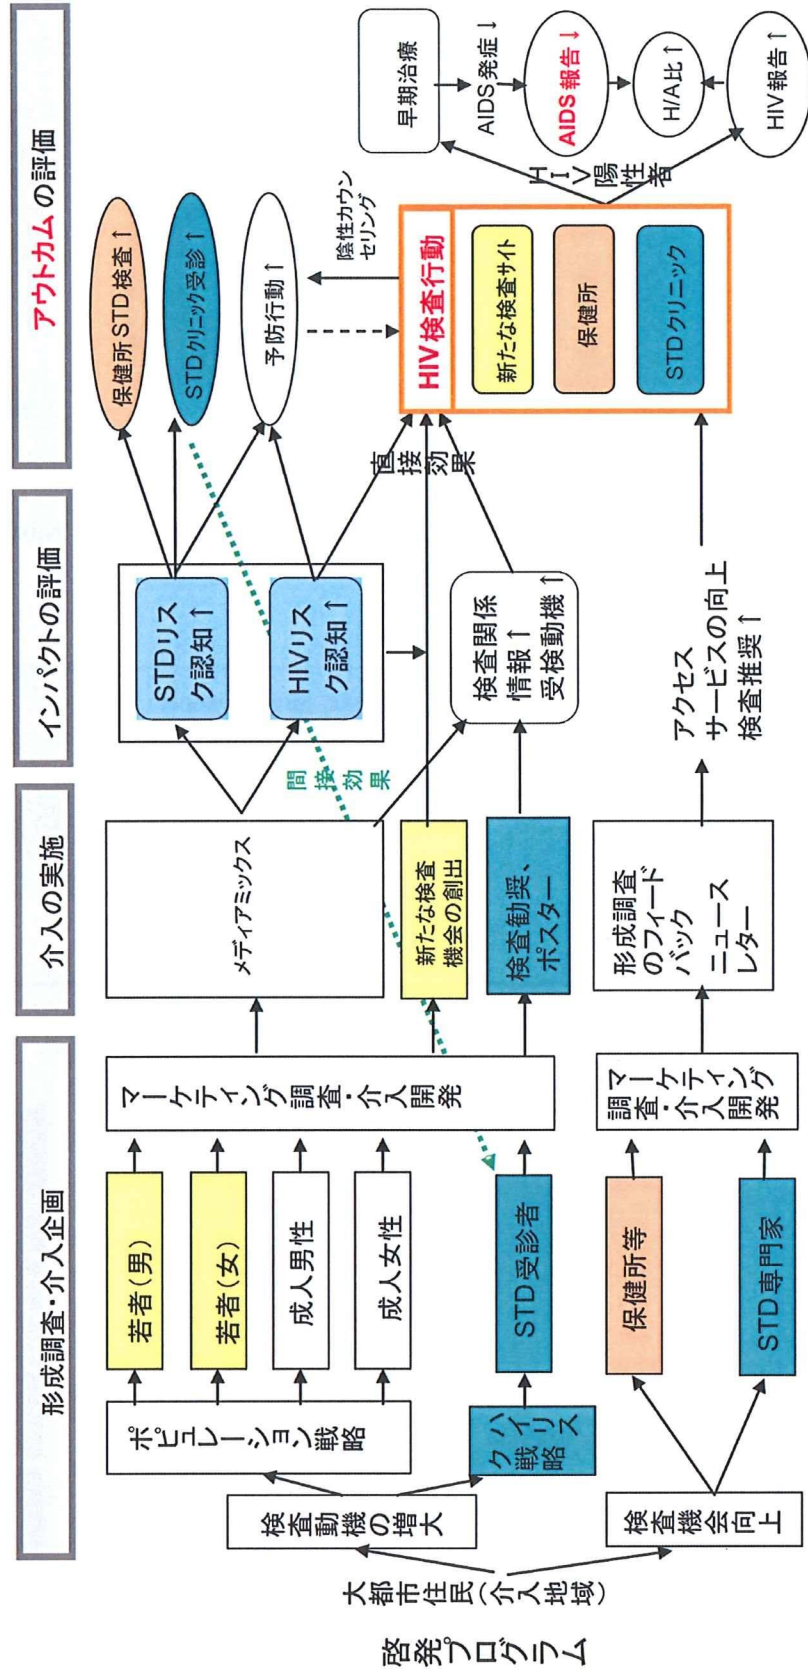 啓発プログラム
形成調査・介入企画
介入の実施
インパクトの評価
アウトカムの評価
大都市住民(介入地域)
検査動機の増大
検査機会向上
ポピュレーション戦略
ハイリス
ク戦略
若者(男)
若者(女)
成人男性
成人女性
STD受診者
保健所等
STD専門家
マーケティング調査・介入開発
マーケティング
調査・介入開発
メディアミックス
新たな検査
機会の創出
検査勧奨、
ポスター
形成調査
のフィード
バック
ニュース
レター
間接効果
STDリス
ク認知↑
HIVリス
ク認知↑
検査関係
情報↑
受検動機↑
アクセス
サービスの向上
検査推奨↑
直接効果
保健所STD検査↑
STDクリニック受診↑
予防行動↑
陰性カウン
セリング
HIV検査行動
新たな検査サイト
保健所
STDクリニック
HIV陽性者
早期治療
AIDS発症↓
AIDS報告↓
H/A比↑
HIV報告↑